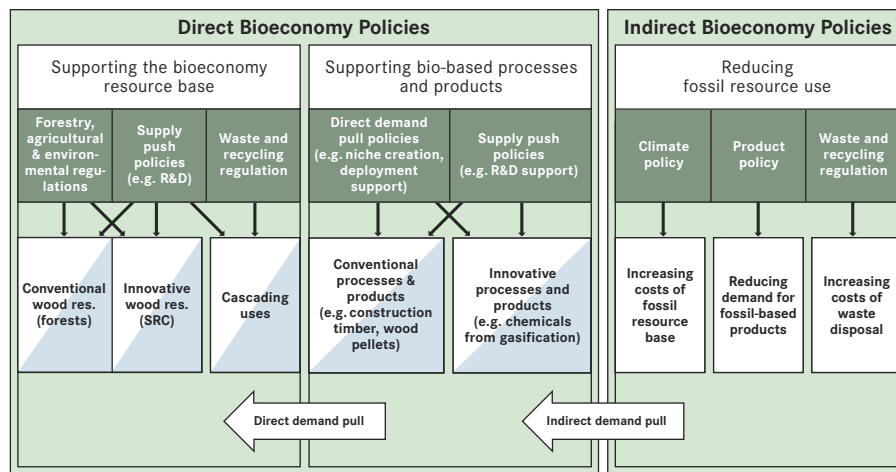 Direct Bioeconomy Policies
Indirect Bioeconomy Policies
Supporting the bioeconomy
resource base
Supporting bio-based processes
and products
Reducing
fossil resource use
Forestry,
agricultural
& environ-
mental regu-
lations
Supply
push
policies
(e.g. R&D)
Waste and
recycling
regulation
Direct demand
pull policies
(e.g. niche creation,
deployment
support)
Supply push
policies
(e.g. R&D support)
Climate
policy
Product
policy
Waste and
recycling
regulation
Conventional
wood res.
(forests)
Innovative
wood res.
(SRC)
Cascading
uses
Conventional
processes &
products
(e.g. construction
timber, wood
pellets)
Innovative
processes and
products
(e.g. chemicals
from gasification)
Increasing
costs of
fossil
resource
base
Reducing
demand for
fossil-based
products
Increasing
costs of
waste
disposal
Direct demand pull
Indirect demand pull